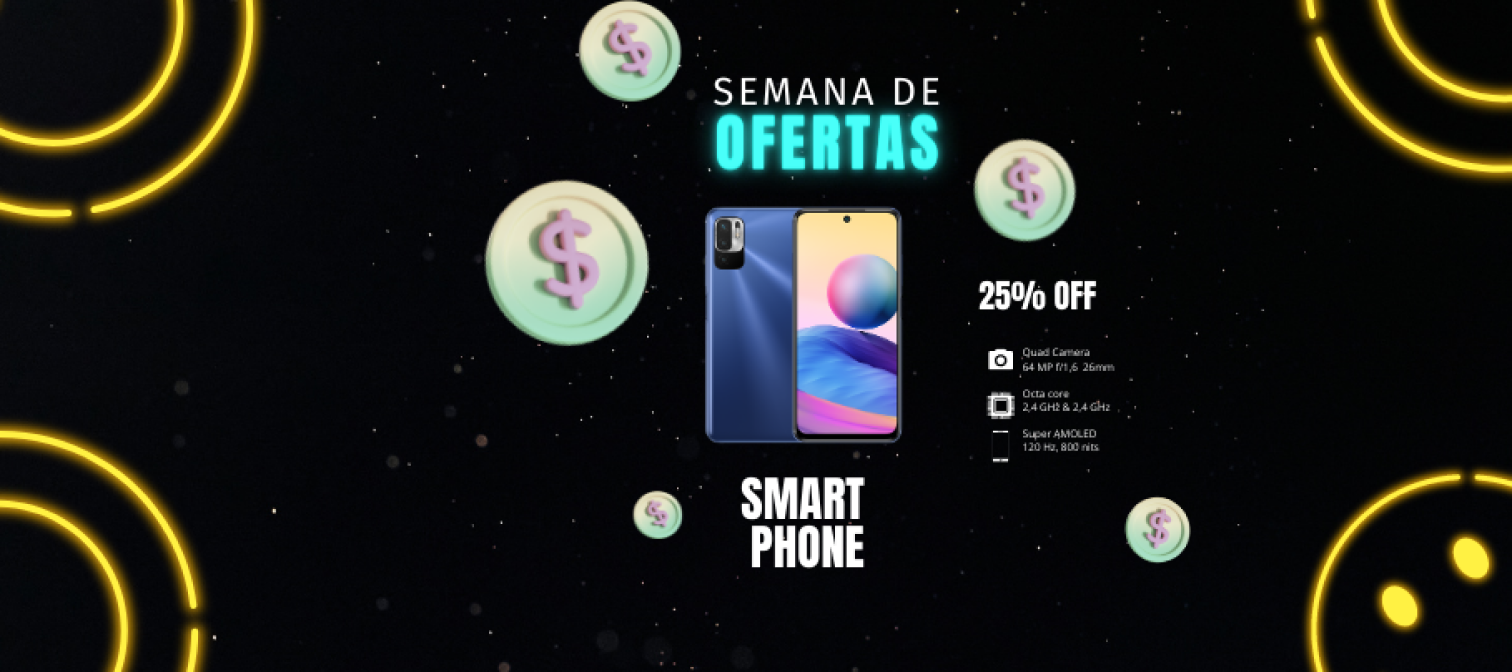 SEMANA DE
OFERTAS
25% OFF
Quad Camera
64 MP f/1,6 26mm
Octa core
2,4 GHz & 2,4 GHz
Super AMOLED
120 Hz, 800 nits
SMART
PHONE